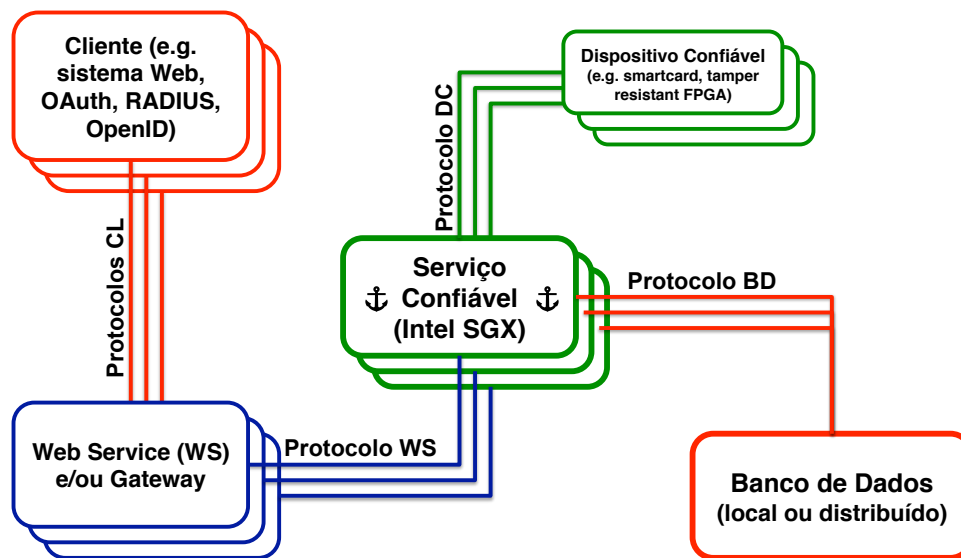 Cliente (e.g.
sistema Web,
OAuth, RADIUS,
OpenID)
Dispositivo Confiável
(e.g. smartcard, tamper
resistant FPGA)
Protocolo DC
Protocolos CL
Serviço
Confiável
(Intel SGX)
Protocolo BD
Web Service (WS)
e/ou Gateway
Protocolo WS
Banco de Dados
(local ou distribuído)